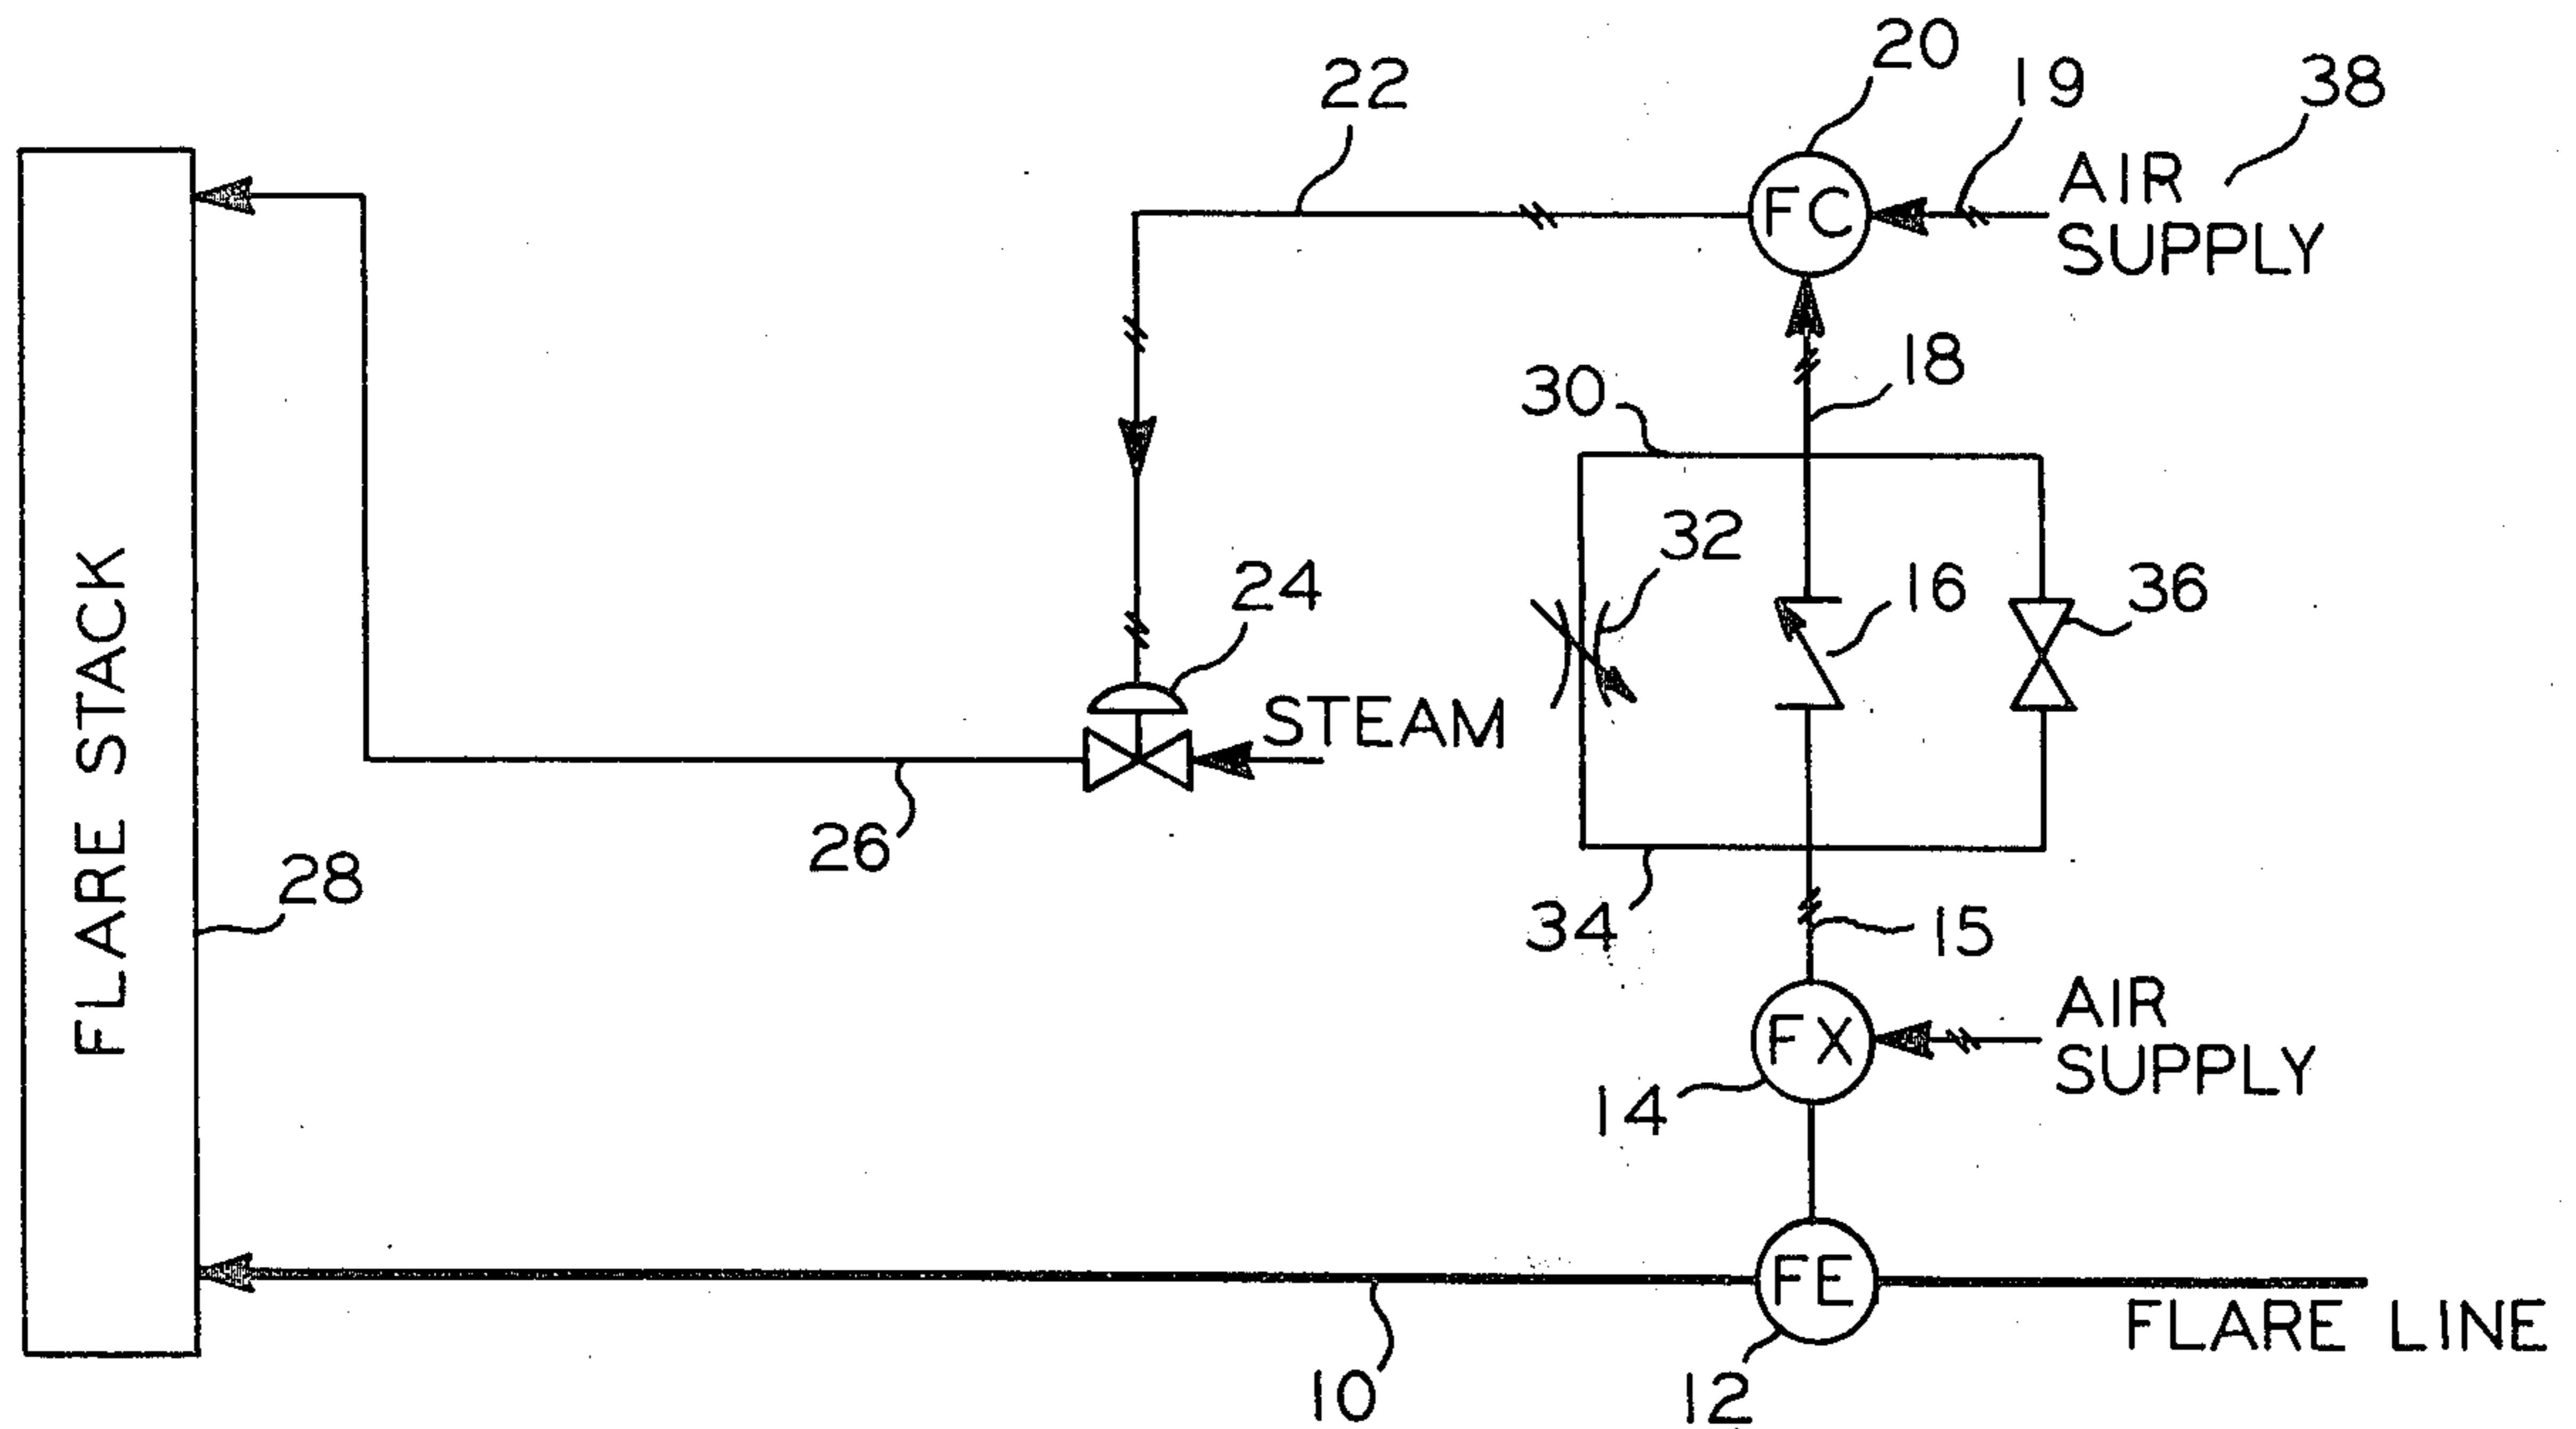 20
22
19
38
AIR
SUPPLY
FC
18
30
32
16
36
24
STEAM
FLARE STACK
26
28
34
15
AIR
SUPPLY
FX
14
FE
FLARE LINE
10
12